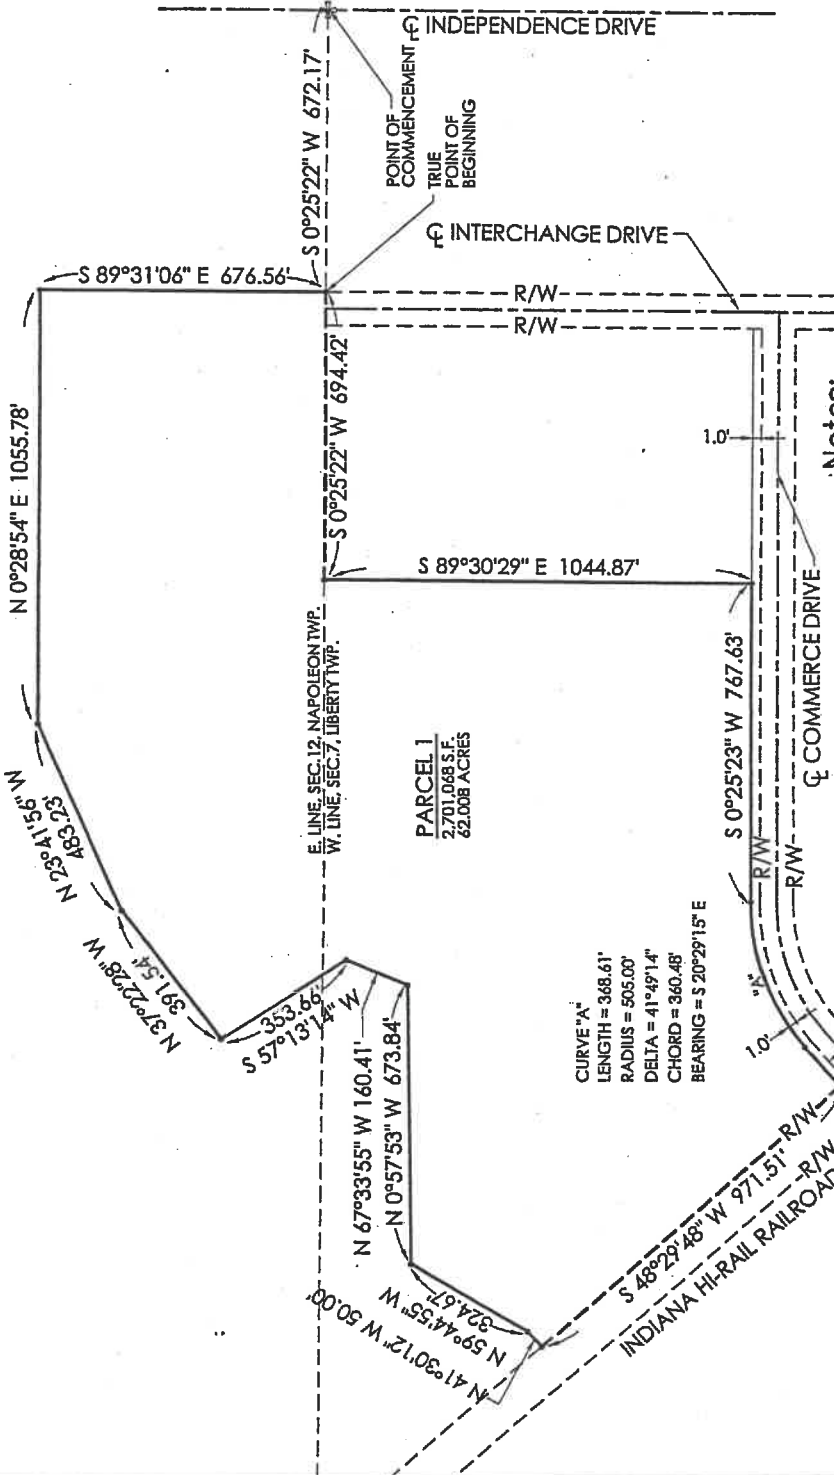 ℄ INDEPENDENCE DRIVE
S 0°25'22" W 672.17'
POINT OF
COMMENCEMENT
TRUE
POINT OF
BEGINNING
℄ INTERCHANGE DRIVE
S 89°31'06" E 676.56'
R/W
R/W
N 0°28'54" E 1055.78'
S 0°25'22" W 694.42'
1.0'
Notes:
S 89°30'29" E 1044.87'
℄ COMMERCE DRIVE
E. LINE, SEC.12, NAPOLEON TWP.
W. LINE, SEC.7, LIBERTY TWP.
PARCEL 1
2,701,068 S.F.
62.008 ACRES
S 0°25'23" W 767.63'
R/W
R/W
N 23°41'56" W
483.23'
N 37°22'28" W
391.54'
353.66'
S 57°13'14" W
N 67°33'55" W 160.41'
N 0°57'53" W 673.84'
CURVE "A"
LENGTH = 368.61'
RADIUS = 505.00'
DELTA = 41°49'14"
CHORD = 360.48'
BEARING = S 20°29'15" E
"A"
1.0'
324.67'
N 59°44'55" W
N 41°30'12" W 50.00'
S 48°29'48" W 971.51'
R/W
R/W
INDIANA HI-RAIL RAILROAD